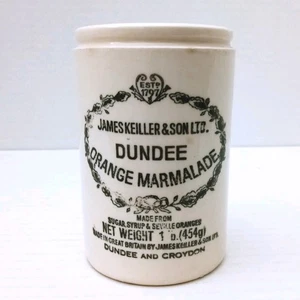 ESTD
1797
JAMES KEILLER & SON LTD.
DUNDEE
ORANGE MARMALADE
MADE FROM
SUGAR, SYRUP & SEVILLE ORANGES
NET WEIGHT 1 LB. (454g)
MADE IN GREAT BRITAIN BY JAMES KEILLER & SON LTD.
DUNDEE AND CROYDON